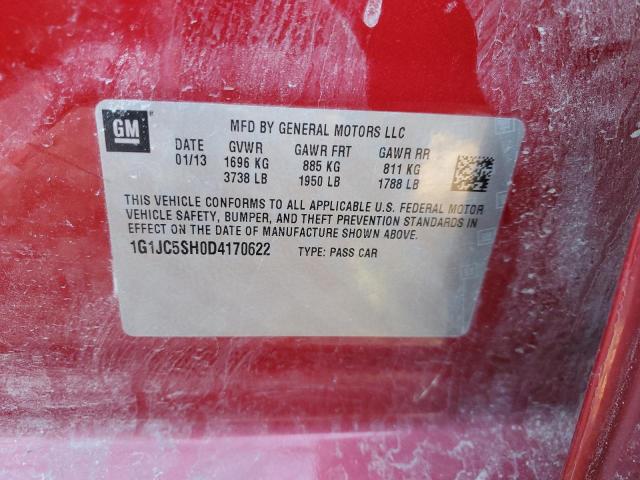 GM
MFD BY GENERAL MOTORS LLC
DATE GVWR GAWR FRT GAWR RR
01/13 1696 KG 885 KG 811 KG
3738 LB 1950 LB 1788 LB
THIS VEHICLE CONFORMS TO ALL APPLICABLE U.S. FEDERAL MOTOR
VEHICLE SAFETY, BUMPER, AND THEFT PREVENTION STANDARDS IN
EFFECT ON THE DATE OF MANUFACTURE SHOWN ABOVE.
1G1JC5SH0D4170622 TYPE: PASS CAR